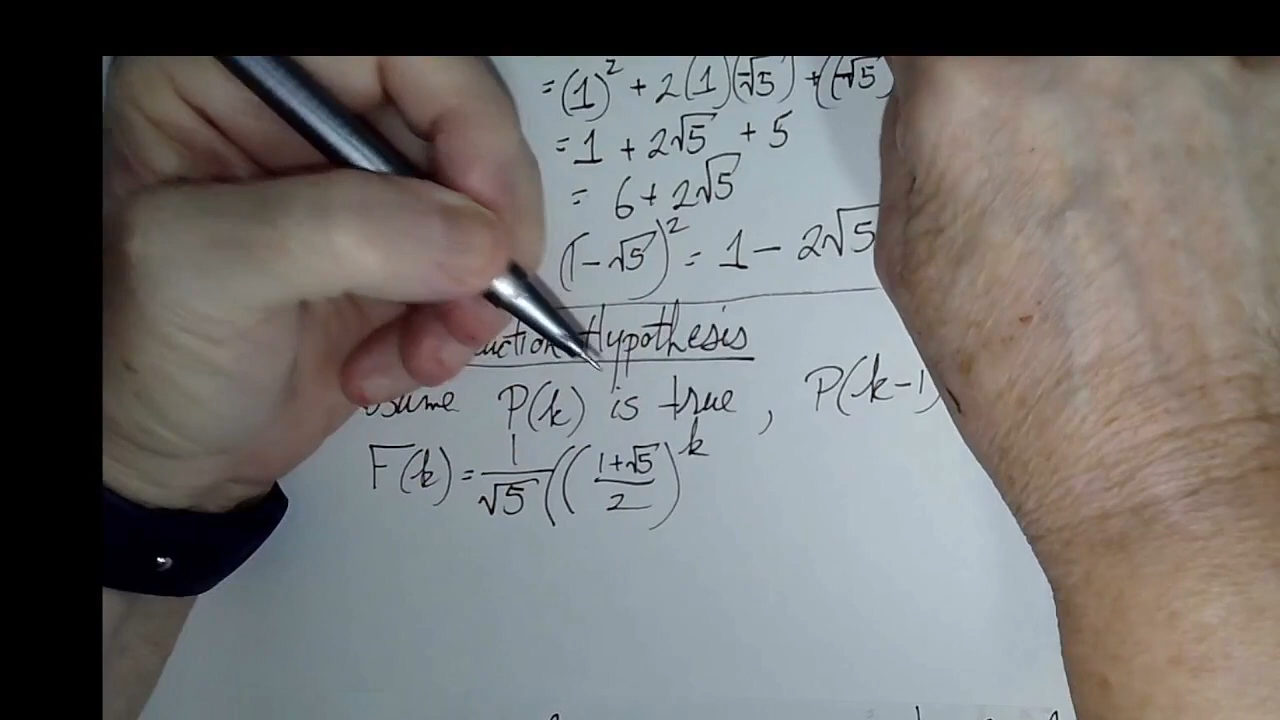 = (1)² + 2(1)(√5) + (√5)
= 1 + 2√5 + 5
= 6 + 2√5
(1-√5)² = 1 - 2√5
Hypothesis
P(k) is true, P(k-1)
F(k) = 1/√5 ((1+√5/2)^k